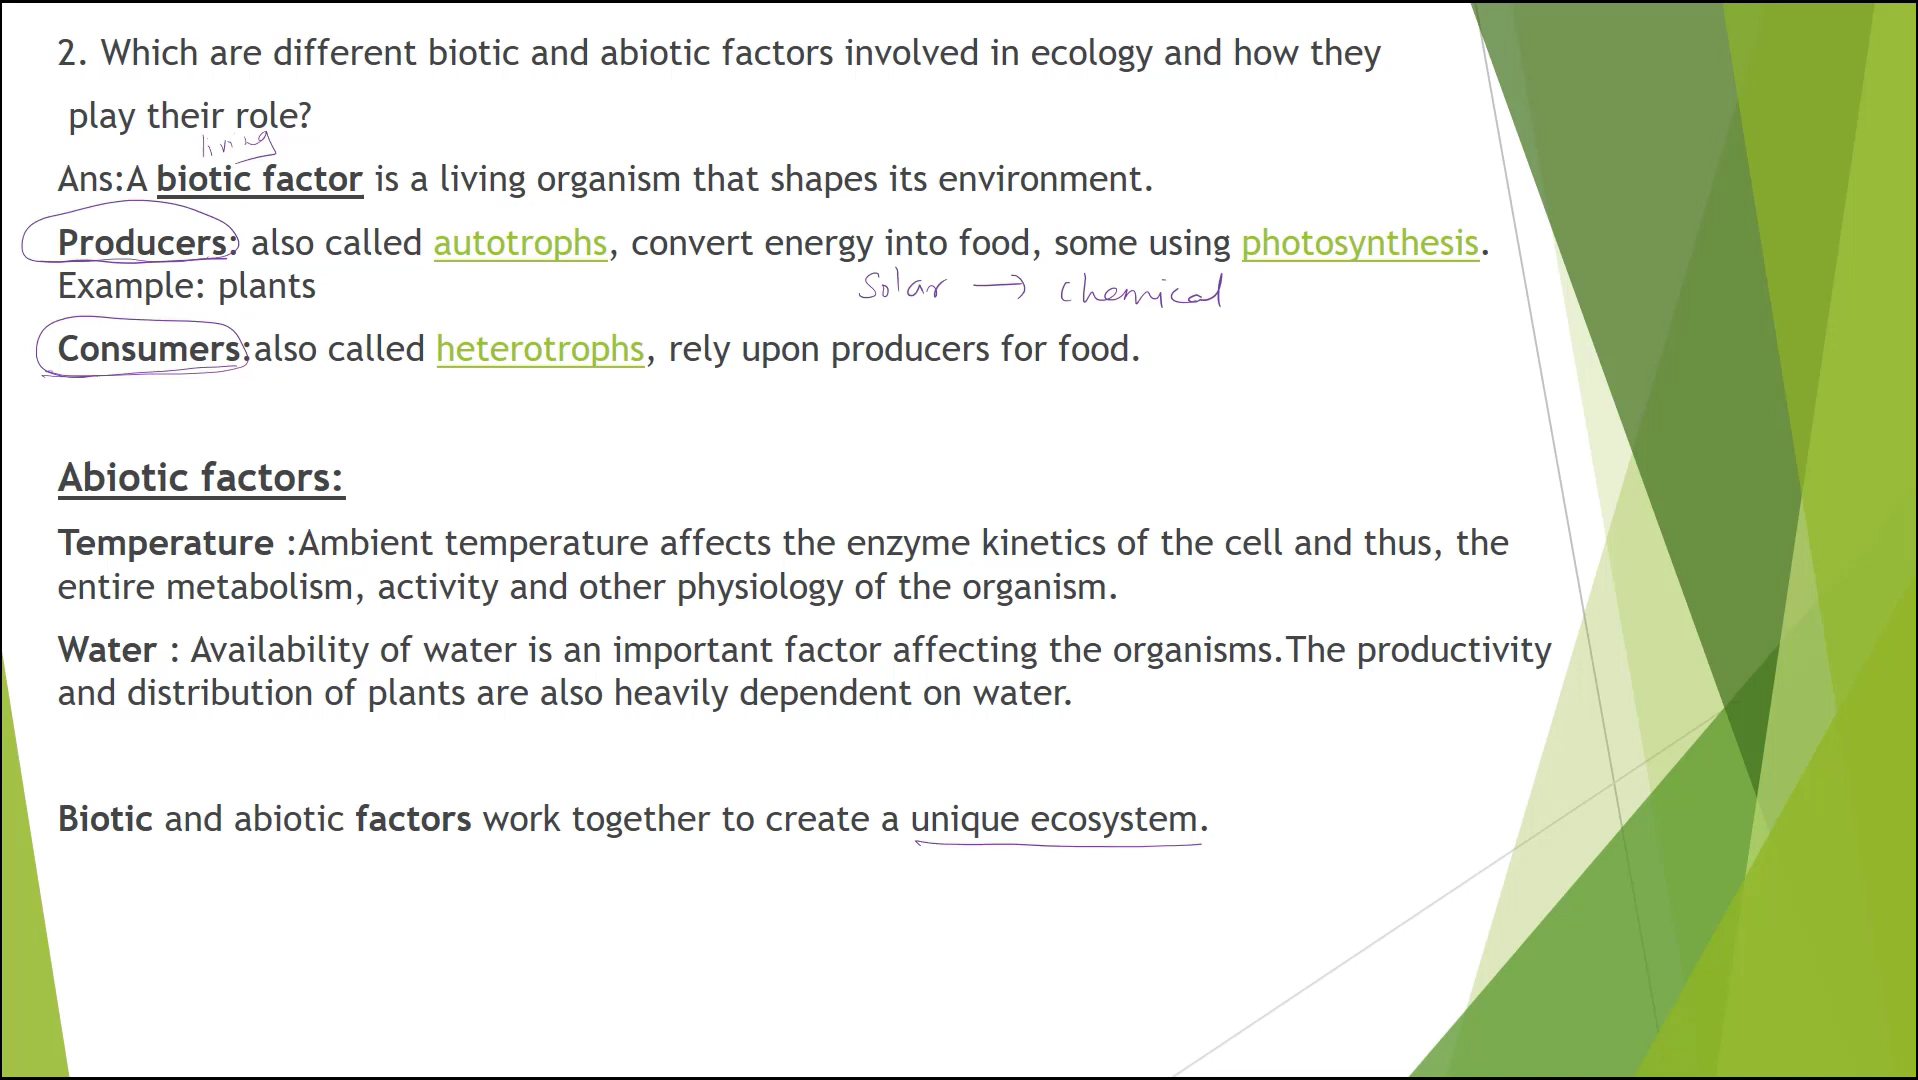 2. Which are different biotic and abiotic factors involved in ecology and how they
play their role?
living
Ans:A biotic factor is a living organism that shapes its environment.
Producers: also called autotrophs, convert energy into food, some using photosynthesis.
Example: plants
Solar → chemical
Consumers:also called heterotrophs, rely upon producers for food.
Abiotic factors:
Temperature :Ambient temperature affects the enzyme kinetics of the cell and thus, the
entire metabolism, activity and other physiology of the organism.
Water : Availability of water is an important factor affecting the organisms.The productivity
and distribution of plants are also heavily dependent on water.
Biotic and abiotic factors work together to create a unique ecosystem.